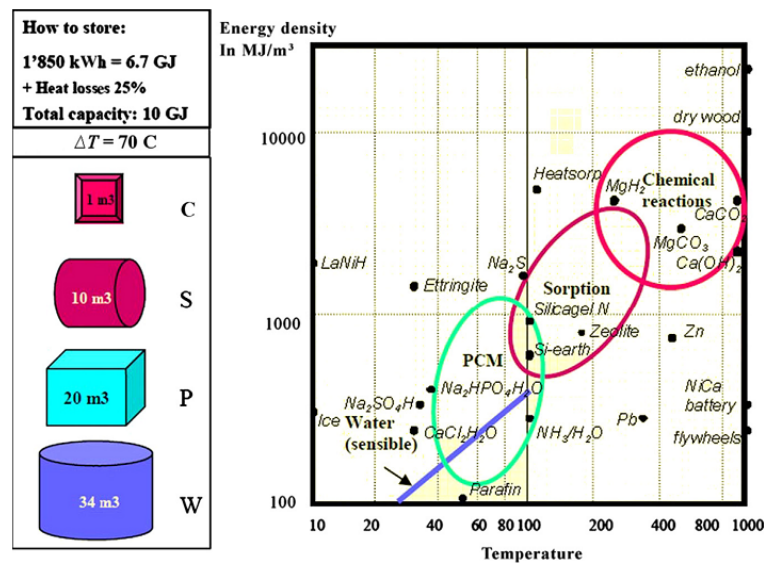 How to store:
1'850 kWh = 6.7 GJ
+ Heat losses 25%
Total capacity: 10 GJ
ΔT = 70 C
1 m3
C
10 m3
S
20 m3
P
34 m3
W
Energy density
In MJ/m³
10000
1000
100
ethanol
dry wood
Heatsorp
MgH₂
Chemical
reactions
CaCO₂
MgCO₃
Ca(OH)₂
LaNiH
Ettringite
Na₂S
Sorption
Silicagel N
Zeolite
Zn
Si-earth
PCM
Na₂HPO₄H₂O
Na₂SO₄H
NiCa
battery
Ice
Water
(sensible)
CaCl₂H₂O
NH₃/H₂O
Pb
flywheels
Parafin
10
20
40
60
80
100
200
400
800
1000
Temperature